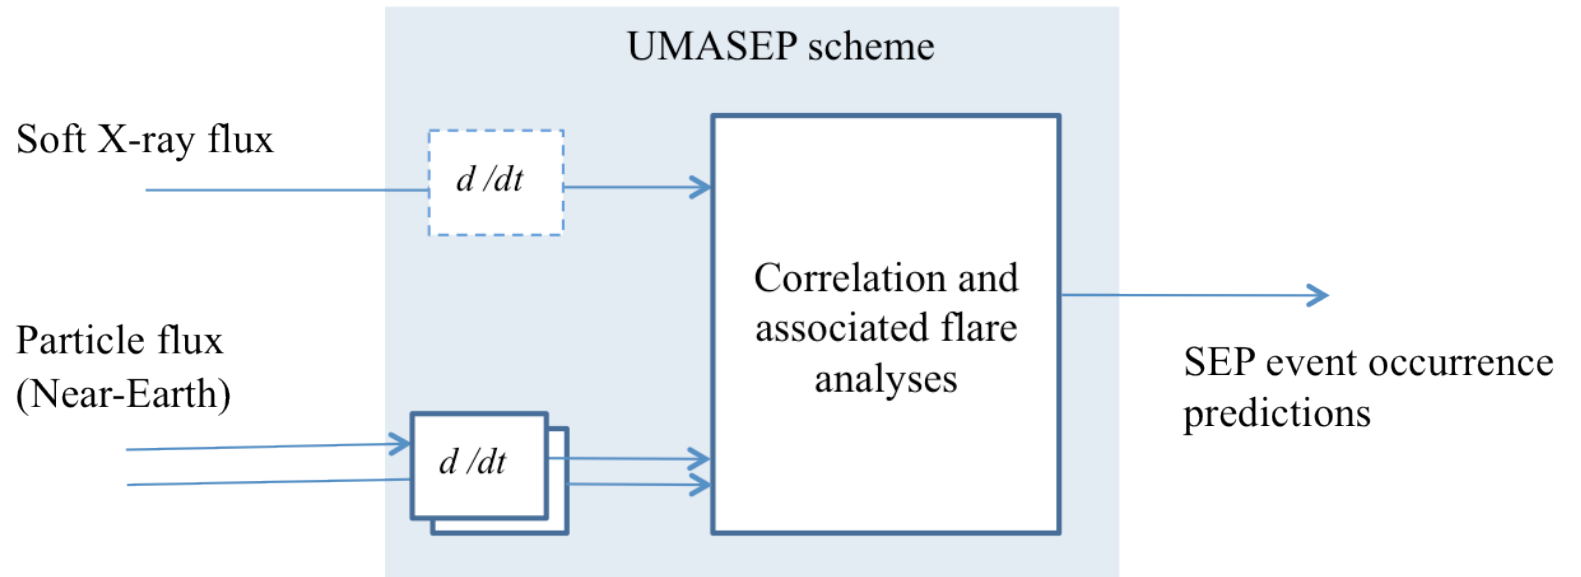 UMASEP scheme
Soft X-ray flux
d /dt
Correlation and
associated flare
analyses
Particle flux
(Near-Earth)
d /dt
SEP event occurrence
predictions